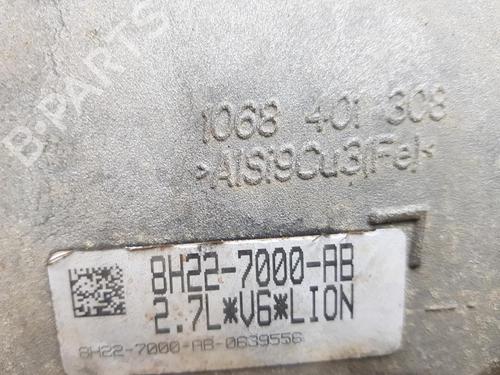 B-PARTS
1068 401 308
>AlSi9Cu3(Fe)<
8H22-7000-AB
2.7L*V6*LION
8H22-7000-AB-0639556